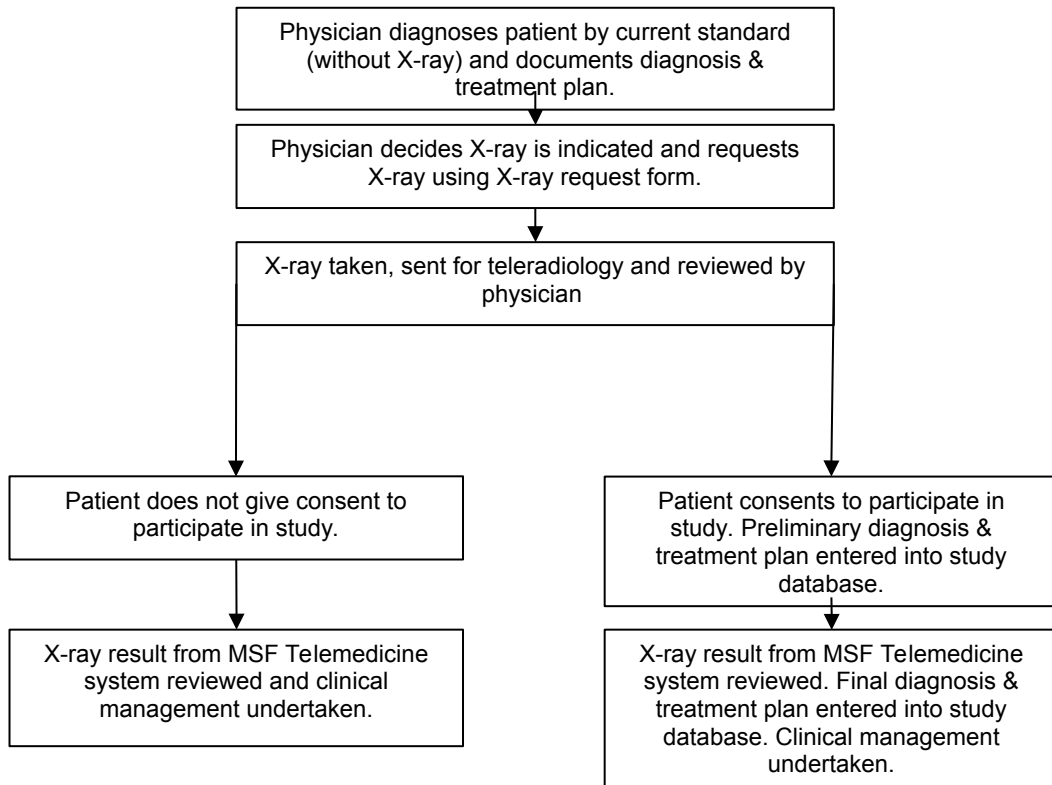 Physician diagnoses patient by current standard
(without X-ray) and documents diagnosis &
treatment plan.
Physician decides X-ray is indicated and requests
X-ray using X-ray request form.
X-ray taken, sent for teleradiology and reviewed by
physician
Patient does not give consent to
participate in study.
Patient consents to participate in
study. Preliminary diagnosis &
treatment plan entered into study
database.
X-ray result from MSF Telemedicine
system reviewed and clinical
management undertaken.
X-ray result from MSF Telemedicine
system reviewed. Final diagnosis &
treatment plan entered into study
database. Clinical management
undertaken.